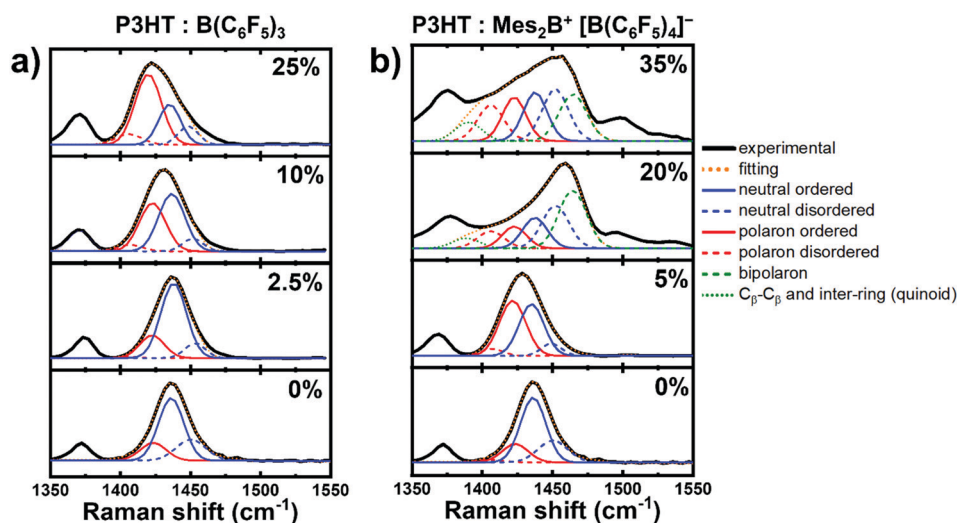 P3HT : B(C₆F₅)₃
P3HT : Mes₂B⁺ [B(C₆F₅)₄]⁻
a)
25%
10%
2.5%
0%
1350 1400 1450 1500 1550
Raman shift (cm⁻¹)
b)
35%
20%
5%
0%
1350 1400 1450 1500 1550
Raman shift (cm⁻¹)
experimental
fitting
neutral ordered
neutral disordered
polaron ordered
polaron disordered
bipolaron
Cᵦ-Cᵦ and inter-ring (quinoid)